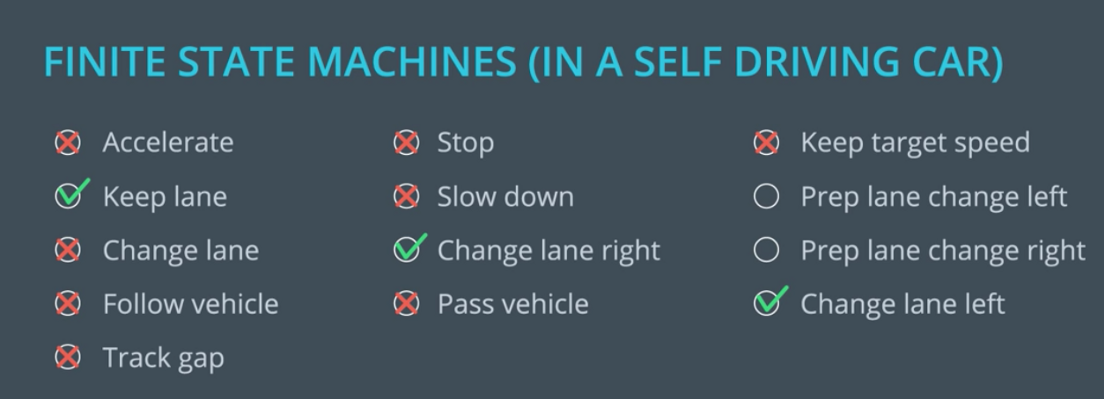 FINITE STATE MACHINES (IN A SELF DRIVING CAR)
Accelerate
Keep lane
Change lane
Follow vehicle
Track gap
Stop
Slow down
Change lane right
Pass vehicle
Keep target speed
Prep lane change left
Prep lane change right
Change lane left